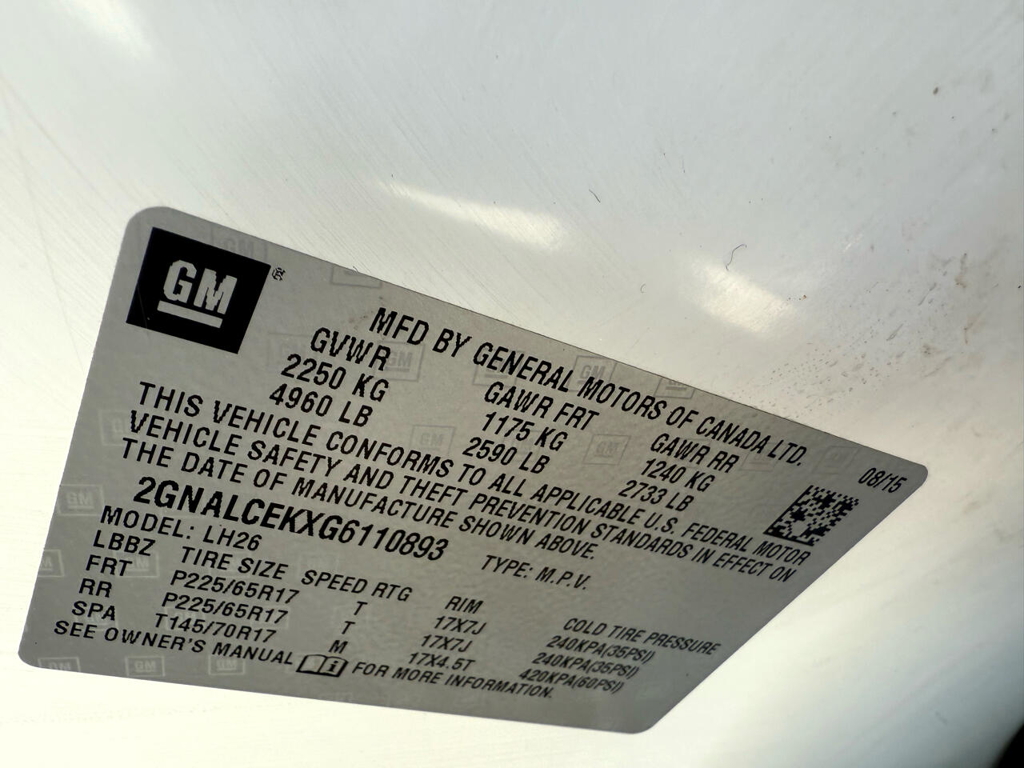 GM®
MFD BY GENERAL MOTORS OF CANADA LTD.
08/15
GVWR GAWR FRT GAWR RR
2250 KG 1175 KG 1240 KG
4960 LB 2590 LB 2733 LB
THIS VEHICLE CONFORMS TO ALL APPLICABLE U.S. FEDERAL MOTOR
VEHICLE SAFETY AND THEFT PREVENTION STANDARDS IN EFFECT ON
THE DATE OF MANUFACTURE SHOWN ABOVE.
2GNALCEKXG6110893 TYPE: M.P.V.
MODEL: LH26
LBBZ TIRE SIZE SPEED RTG RIM COLD TIRE PRESSURE
FRT P225/65R17 T 17X7J 240KPA(35PSI)
RR P225/65R17 T 17X7J 240KPA(35PSI)
SPA T145/70R17 M 17X4.5T 420KPA(60PSI)
SEE OWNER'S MANUAL i FOR MORE INFORMATION.